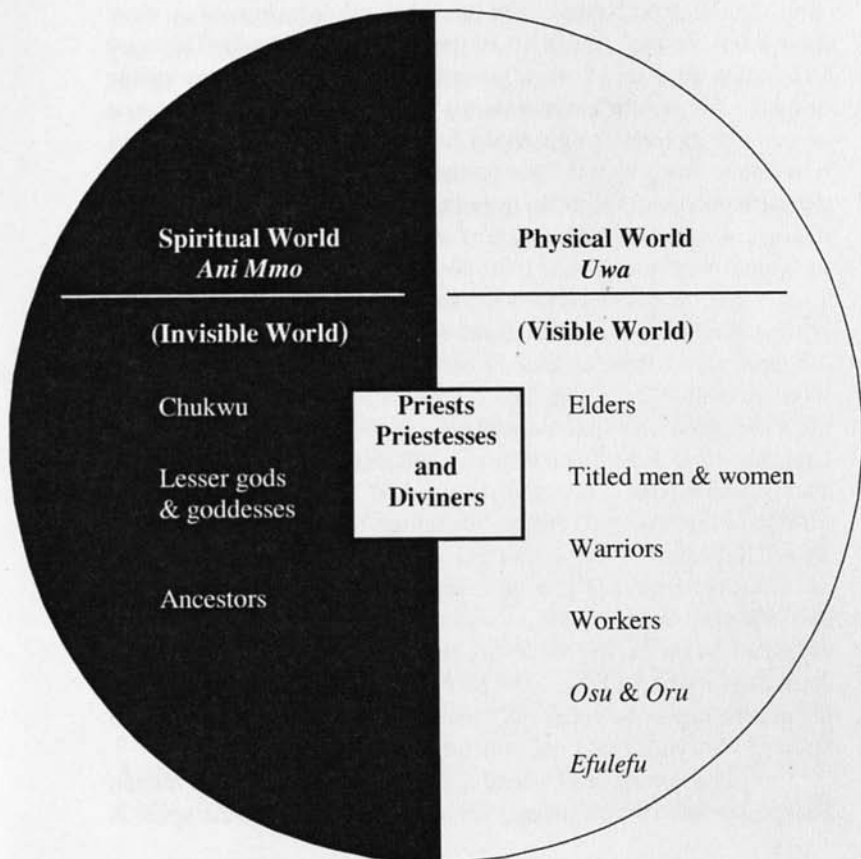 Spiritual World
Ani Mmo
(Invisible World)
Chukwu
Lesser gods
& goddesses
Ancestors
Priests
Priestesses
and
Diviners
Physical World
Uwa
(Visible World)
Elders
Titled men & women
Warriors
Workers
Osu & Oru
Efulefu